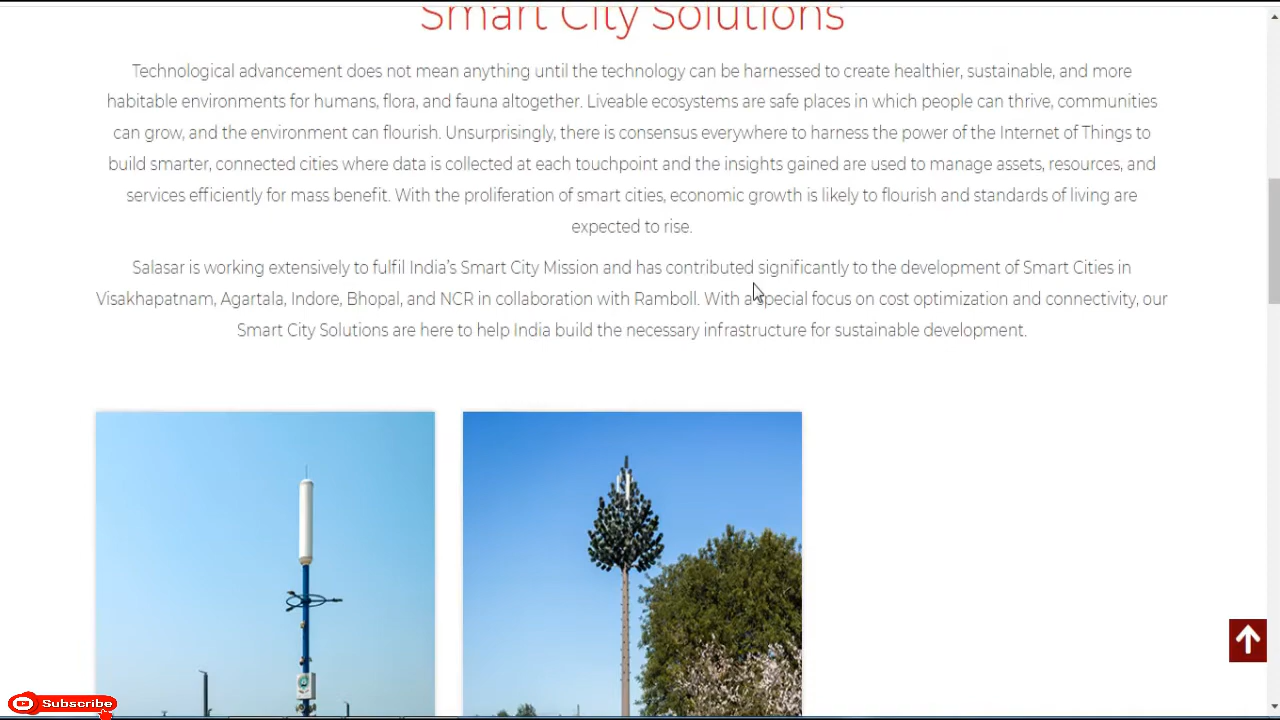 Smart City Solutions
Technological advancement does not mean anything until the technology can be harnessed to create healthier, sustainable, and more
habitable environments for humans, flora, and fauna altogether. Liveable ecosystems are safe places in which people can thrive, communities
can grow, and the environment can flourish. Unsurprisingly, there is consensus everywhere to harness the power of the Internet of Things to
build smarter, connected cities where data is collected at each touchpoint and the insights gained are used to manage assets, resources, and
services efficiently for mass benefit. With the proliferation of smart cities, economic growth is likely to flourish and standards of living are
expected to rise.
Salasar is working extensively to fulfil India's Smart City Mission and has contributed significantly to the development of Smart Cities in
Visakhapatnam, Agartala, Indore, Bhopal, and NCR in collaboration with Ramboll. With a special focus on cost optimization and connectivity, our
Smart City Solutions are here to help India build the necessary infrastructure for sustainable development.
Subscribe